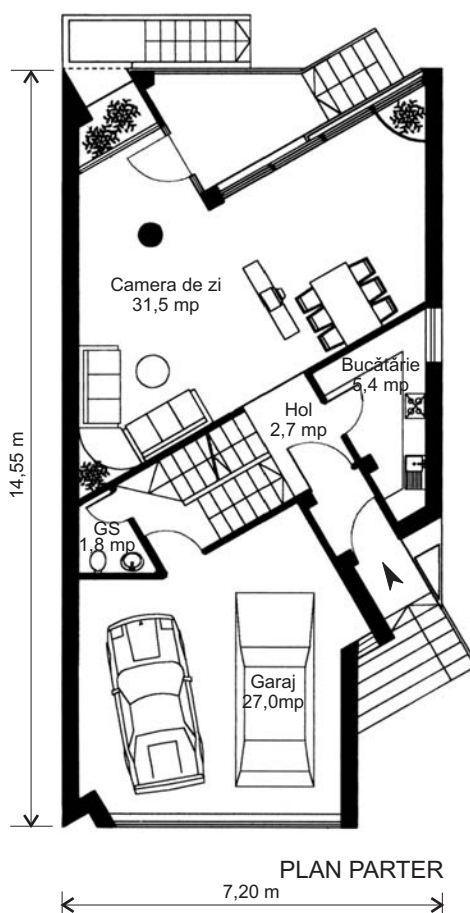 Camera de zi
31,5 mp
Bucătărie
5,4 mp
Hol
2,7 mp
14,55 m
GS
1,8 mp
Garaj
27,0mp
PLAN PARTER
7,20 m